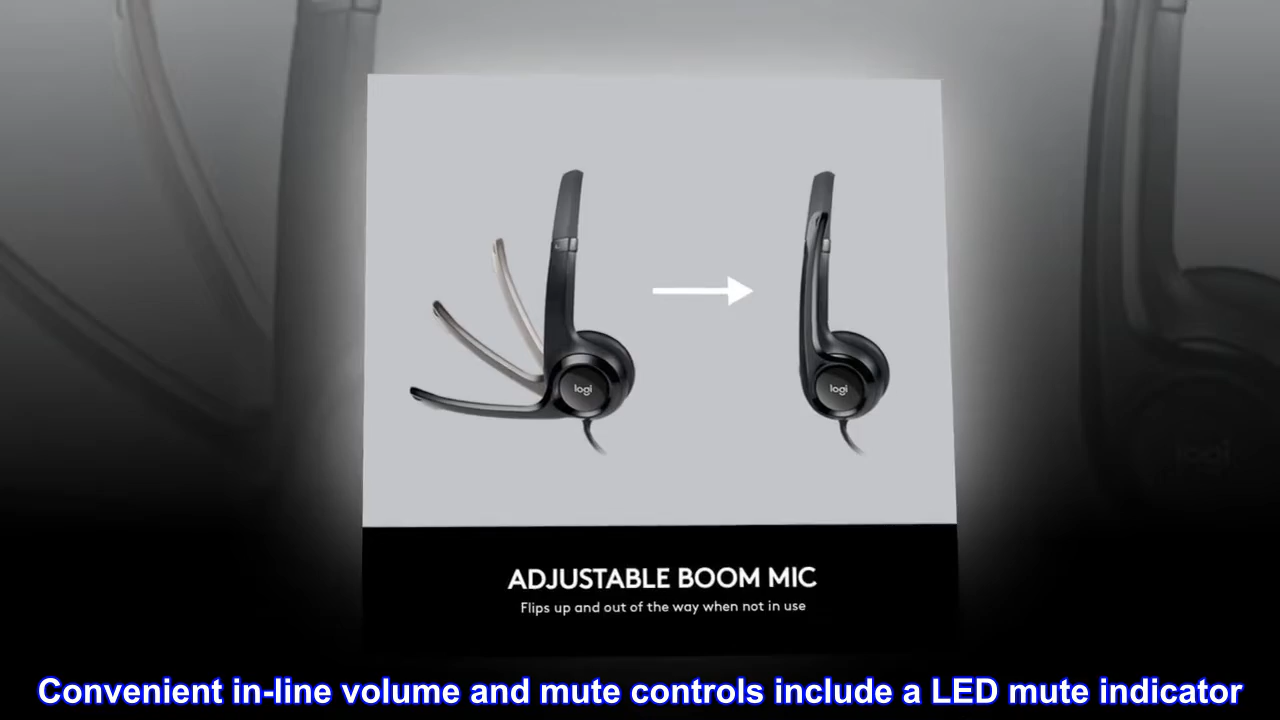 logi
logi
logi
ADJUSTABLE BOOM MIC
Flips up and out of the way when not in use
Convenient in-line volume and mute controls include a LED mute indicator